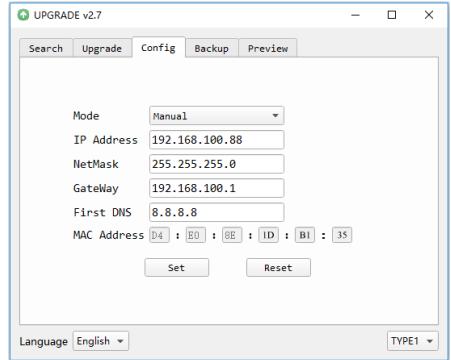 UPGRADE v2.7
Search Upgrade Config Backup Preview
Mode Manual
IP Address 192.168.100.88
NetMask 255.255.255.0
GateWay 192.168.100.1
First DNS 8.8.8.8
MAC Address D4 : E0 : 8E : 1D : B1 : 35
Set Reset
Language English TYPE1